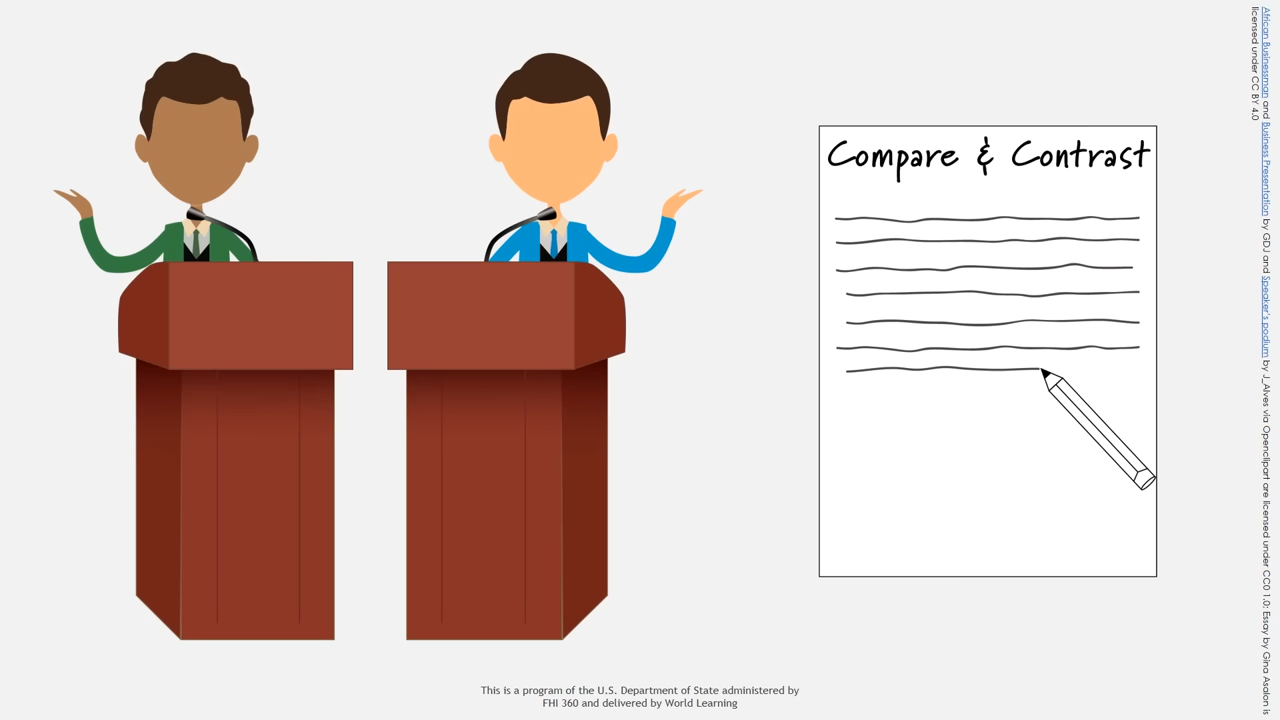 Compare & Contrast
This is a program of the U.S. Department of State administered by
FHI 360 and delivered by World Learning
African Businessman and Business Presentation by GDJ and Speaker's podium by J_Alves via Openclipart are licensed under CC0 1.0; Essay by Gina Asalon is
licensed under CC BY 4.0